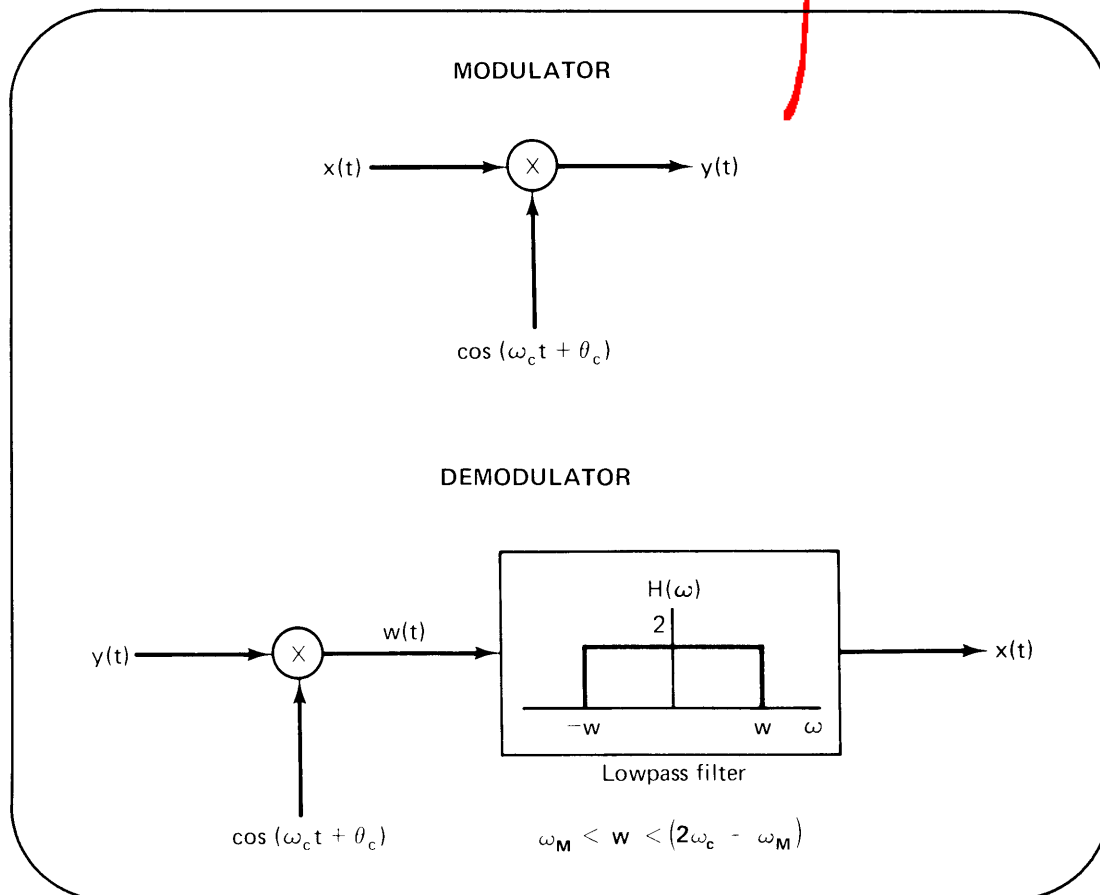 MODULATOR
x(t)
X
y(t)
cos (ω_c t + θ_c)
DEMODULATOR
H(ω)
2
y(t)
X
w(t)
x(t)
−w
w
ω
Lowpass filter
cos (ω_c t + θ_c)
ω_M < w < (2ω_c - ω_M)